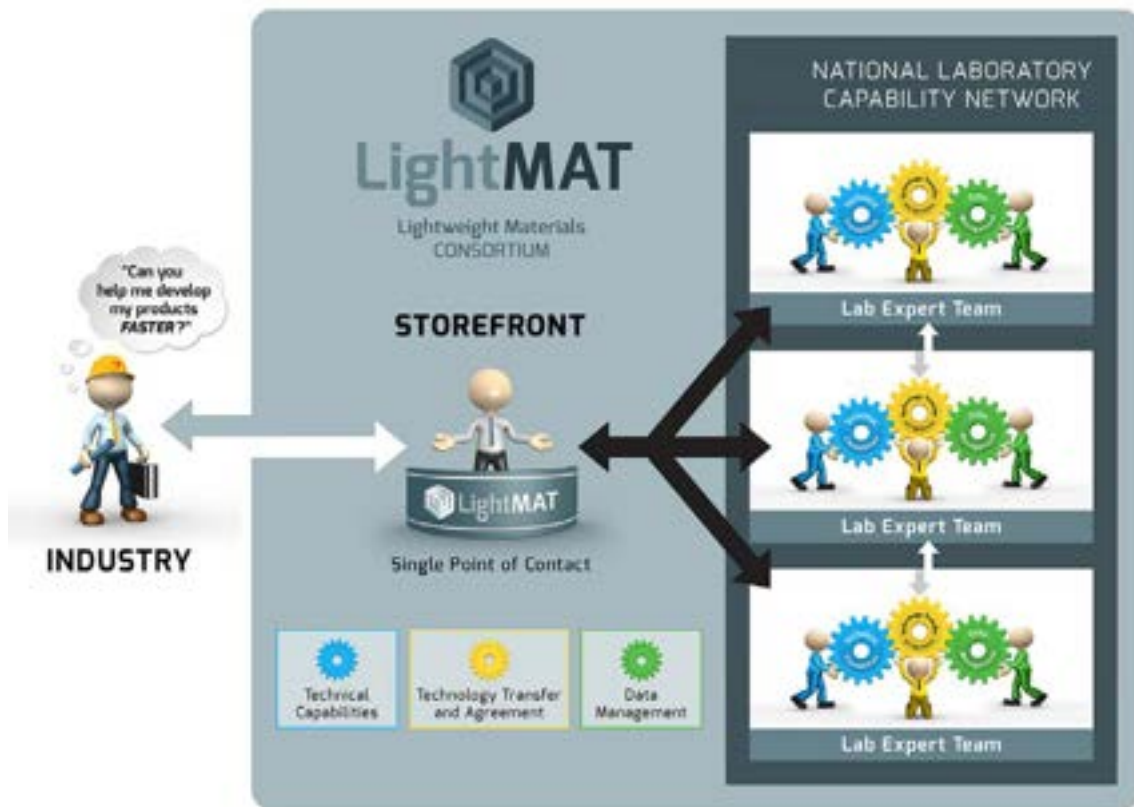 LightMAT
Lightweight Materials
CONSORTIUM
NATIONAL LABORATORY
CAPABILITY NETWORK
"Can you
help me develop
my products
FASTER?"
INDUSTRY
STOREFRONT
LightMAT
Single Point of Contact
Technical
Capabilities
Technology Transfer
and Agreement
Data
Management
Lab Expert Team
Lab Expert Team
Lab Expert Team